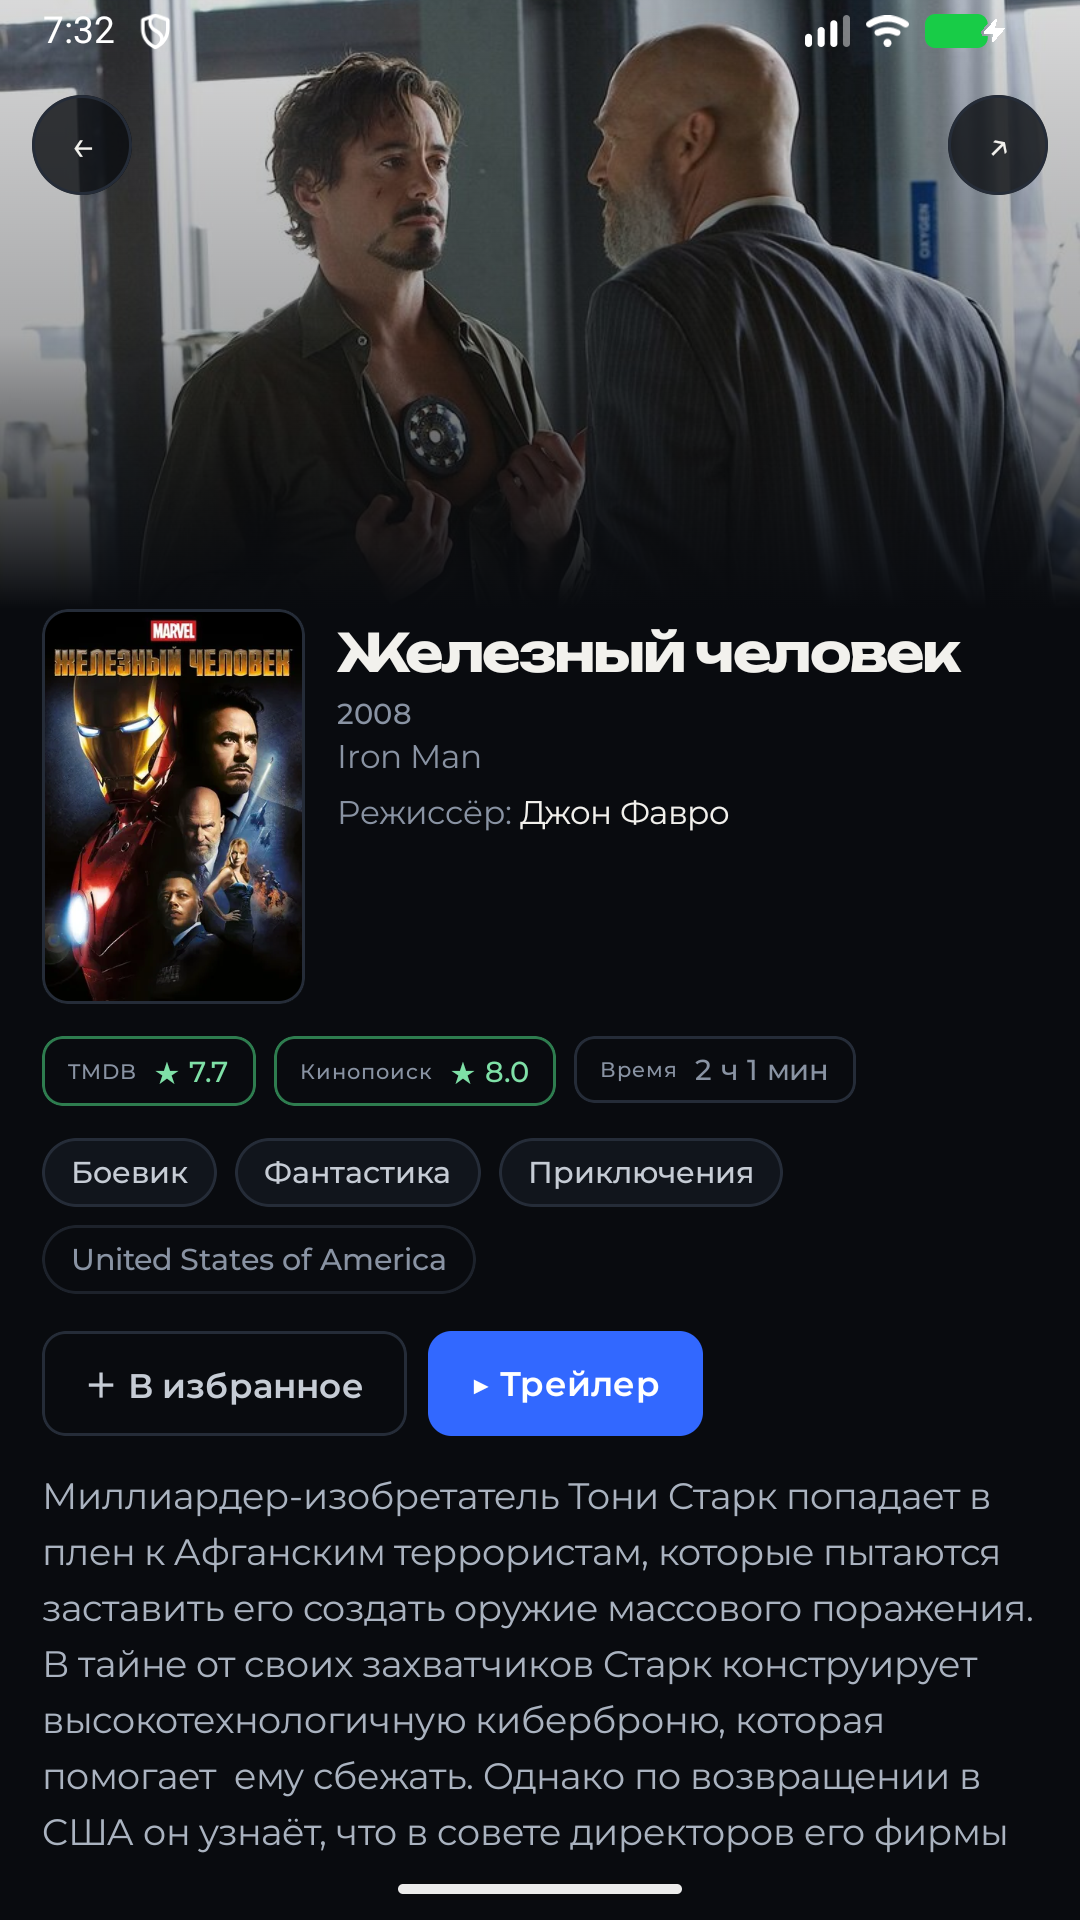 7:32
OXYGEN
MARVEL
ЖЕЛЕЗНЫЙ ЧЕЛОВЕК
Железный человек
2008
Iron Man
Режиссёр: Джон Фавро
TMDB ★ 7.7
Кинопоиск ★ 8.0
Время 2 ч 1 мин
Боевик
Фантастика
Приключения
United States of America
+ В избранное
▸ Трейлер
Миллиардер-изобретатель Тони Старк попадает в
плен к Афганским террористам, которые пытаются
заставить его создать оружие массового поражения.
В тайне от своих захватчиков Старк конструирует
высокотехнологичную киберброню, которая
помогает  ему сбежать. Однако по возвращении в
США он узнаёт, что в совете директоров его фирмы